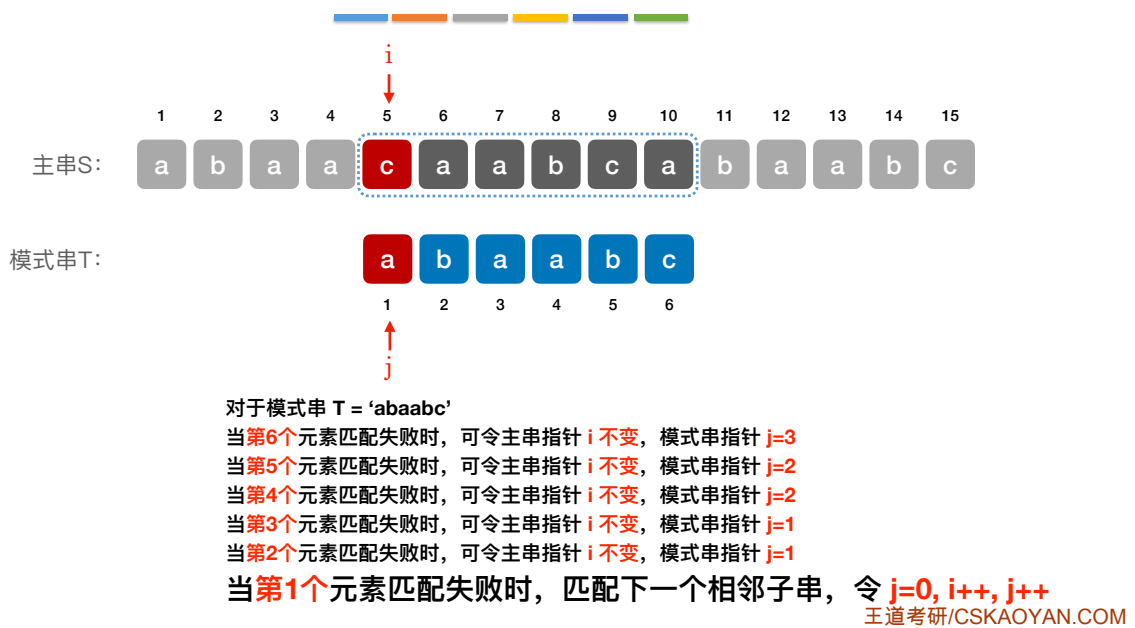 i
1 2 3 4 5 6 7 8 9 10 11 12 13 14 15
主串S: a b a a c a a b c a b a a b c
模式串T: a b a a b c
1 2 3 4 5 6
j
对于模式串 T = ‘abaabc’
当第6个元素匹配失败时，可令主串指针 i 不变，模式串指针 j=3
当第5个元素匹配失败时，可令主串指针 i 不变，模式串指针 j=2
当第4个元素匹配失败时，可令主串指针 i 不变，模式串指针 j=2
当第3个元素匹配失败时，可令主串指针 i 不变，模式串指针 j=1
当第2个元素匹配失败时，可令主串指针 i 不变，模式串指针 j=1
当第1个元素匹配失败时，匹配下一个相邻子串，令 j=0, i++, j++
王道考研/CSKAOYAN.COM